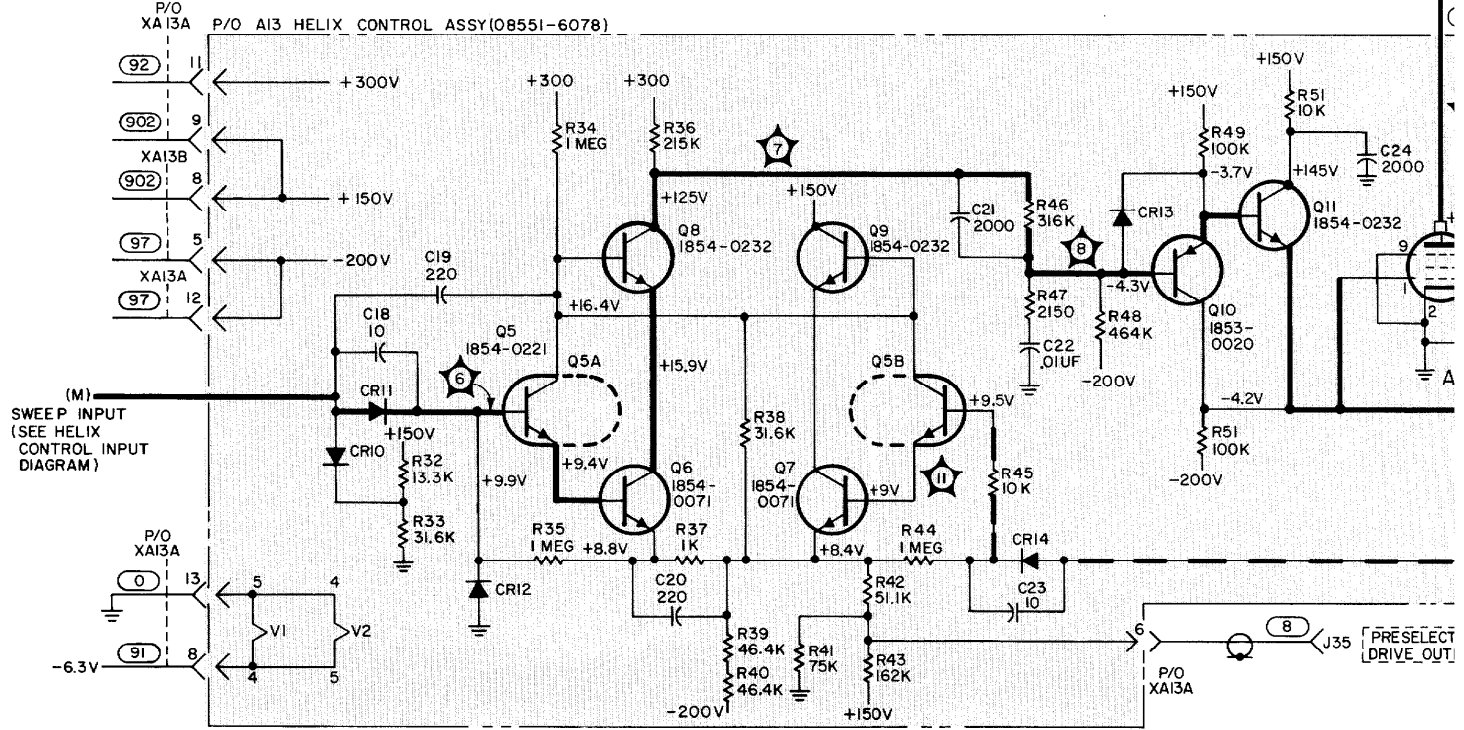 P/O
XA13A
P/O A13 HELIX CONTROL ASSY(08551-6078)
92
11
+300V
902
9
XA13B
902
8
+150V
97
5
-200V
XA13A
97
12
+300
+300
R34
1 MEG
R36
215K
7
+125V
+150V
Q8
1854-0232
Q9
1854-0232
C19
220
+16.4V
C18
10
Q5
1854-0221
Q5A
+15.9V
Q5B
6
(M)
SWEEP INPUT
(SEE HELIX
CONTROL INPUT
DIAGRAM)
CR11
+150V
CR10
R32
13.3K
+9.9V
+9.4V
R33
31.6K
R38
31.6K
+9.5V
Q6
1854-
0071
Q7
1854-
0071
+9V
11
R45
10K
R35
1 MEG
+8.8V
R37
1K
+8.4V
R44
1 MEG
CR14
CR12
C20
220
R42
51.1K
C23
10
R39
46.4K
R40
46.4K
-200V
R41
75K
R43
162K
+150V
P/O
XA13A
0
13
5
4
V1
V2
-6.3V
91
8
4
5
C21
2000
R46
316K
8
CR13
R47
2150
C22
.01UF
R48
464K
-200V
-4.3V
+150V
R49
100K
-3.7V
Q10
1853-
0020
-4.2V
R51
100K
-200V
+150V
R51
10K
+145V
C24
2000
Q11
1854-0232
9
1
2
+
A
6
P/O
XA13A
8
J35
PRESELECT
DRIVE OUT